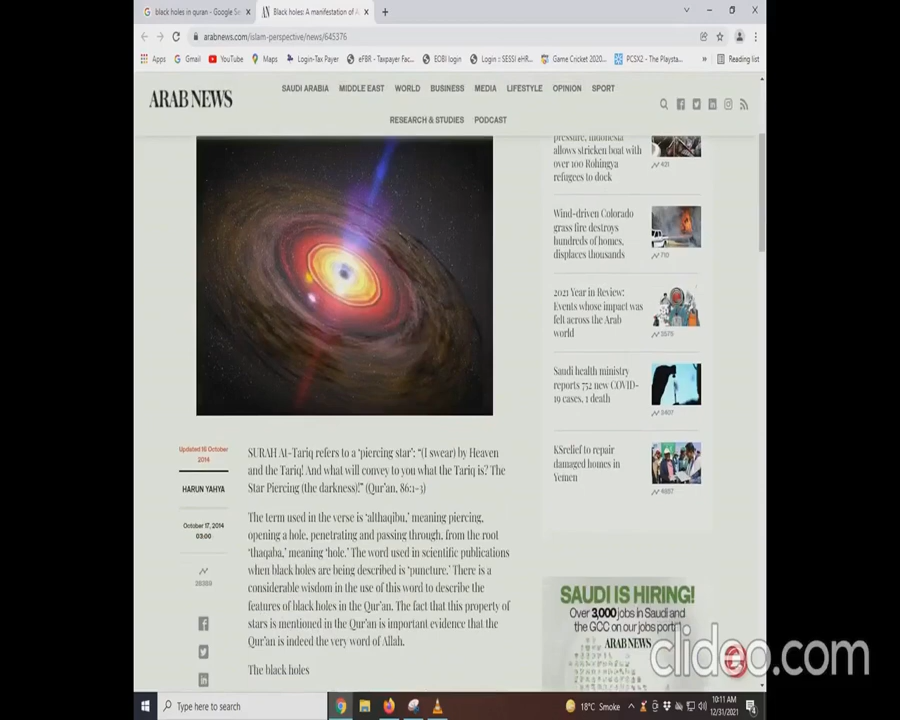 black holes in quran - Google Se
Black holes: A manifestation of A
arabnews.com/islam-perspective/news/645376
Apps
Gmail
YouTube
Maps
Login-Tax Payer
eFBR - Taxpayer Fac...
EOBI login
Login :: SESSI eHR...
Game Cricket 2020...
PCSX2 - The Playsta...
»
Reading list
ARAB NEWS
SAUDI ARABIA
MIDDLE EAST
WORLD
BUSINESS
MEDIA
LIFESTYLE
OPINION
SPORT
RESEARCH & STUDIES
PODCAST
pressure, Indonesia
allows stricken boat with
over 100 Rohingya
refugees to dock
421
Wind-driven Colorado
grass fire destroys
hundreds of homes,
displaces thousands
710
2021 Year in Review:
Events whose impact was
felt across the Arab
world
3575
Saudi health ministry
reports 752 new COVID-
19 cases, 1 death
2407
KSrelief to repair
damaged homes in
Yemen
4887
Updated 16 October
2014
HARUN YAHYA
October 17, 2014
03:00
SURAH At-Tariq refers to a 'piercing star': “(I swear) by Heaven
and the Tariq! And what will convey to you what the Tariq is? The
Star Piercing (the darkness)!” (Qur'an, 86:1-3)
The term used in the verse is 'althaqibu,' meaning piercing,
opening a hole, penetrating and passing through, from the root
'thaqaba,' meaning 'hole.' The word used in scientific publications
when black holes are being described is 'puncture.' There is a
considerable wisdom in the use of this word to describe the
features of black holes in the Qur'an. The fact that this property of
stars is mentioned in the Qur'an is important evidence that the
Qur'an is indeed the very word of Allah.
The black holes
SAUDI IS HIRING!
Over 3,000 jobs in Saudi and
the GCC on our jobs portal
ARAB NEWS
clideo.com
Type here to search
18°C Smoke
10:11 AM
12/31/2021